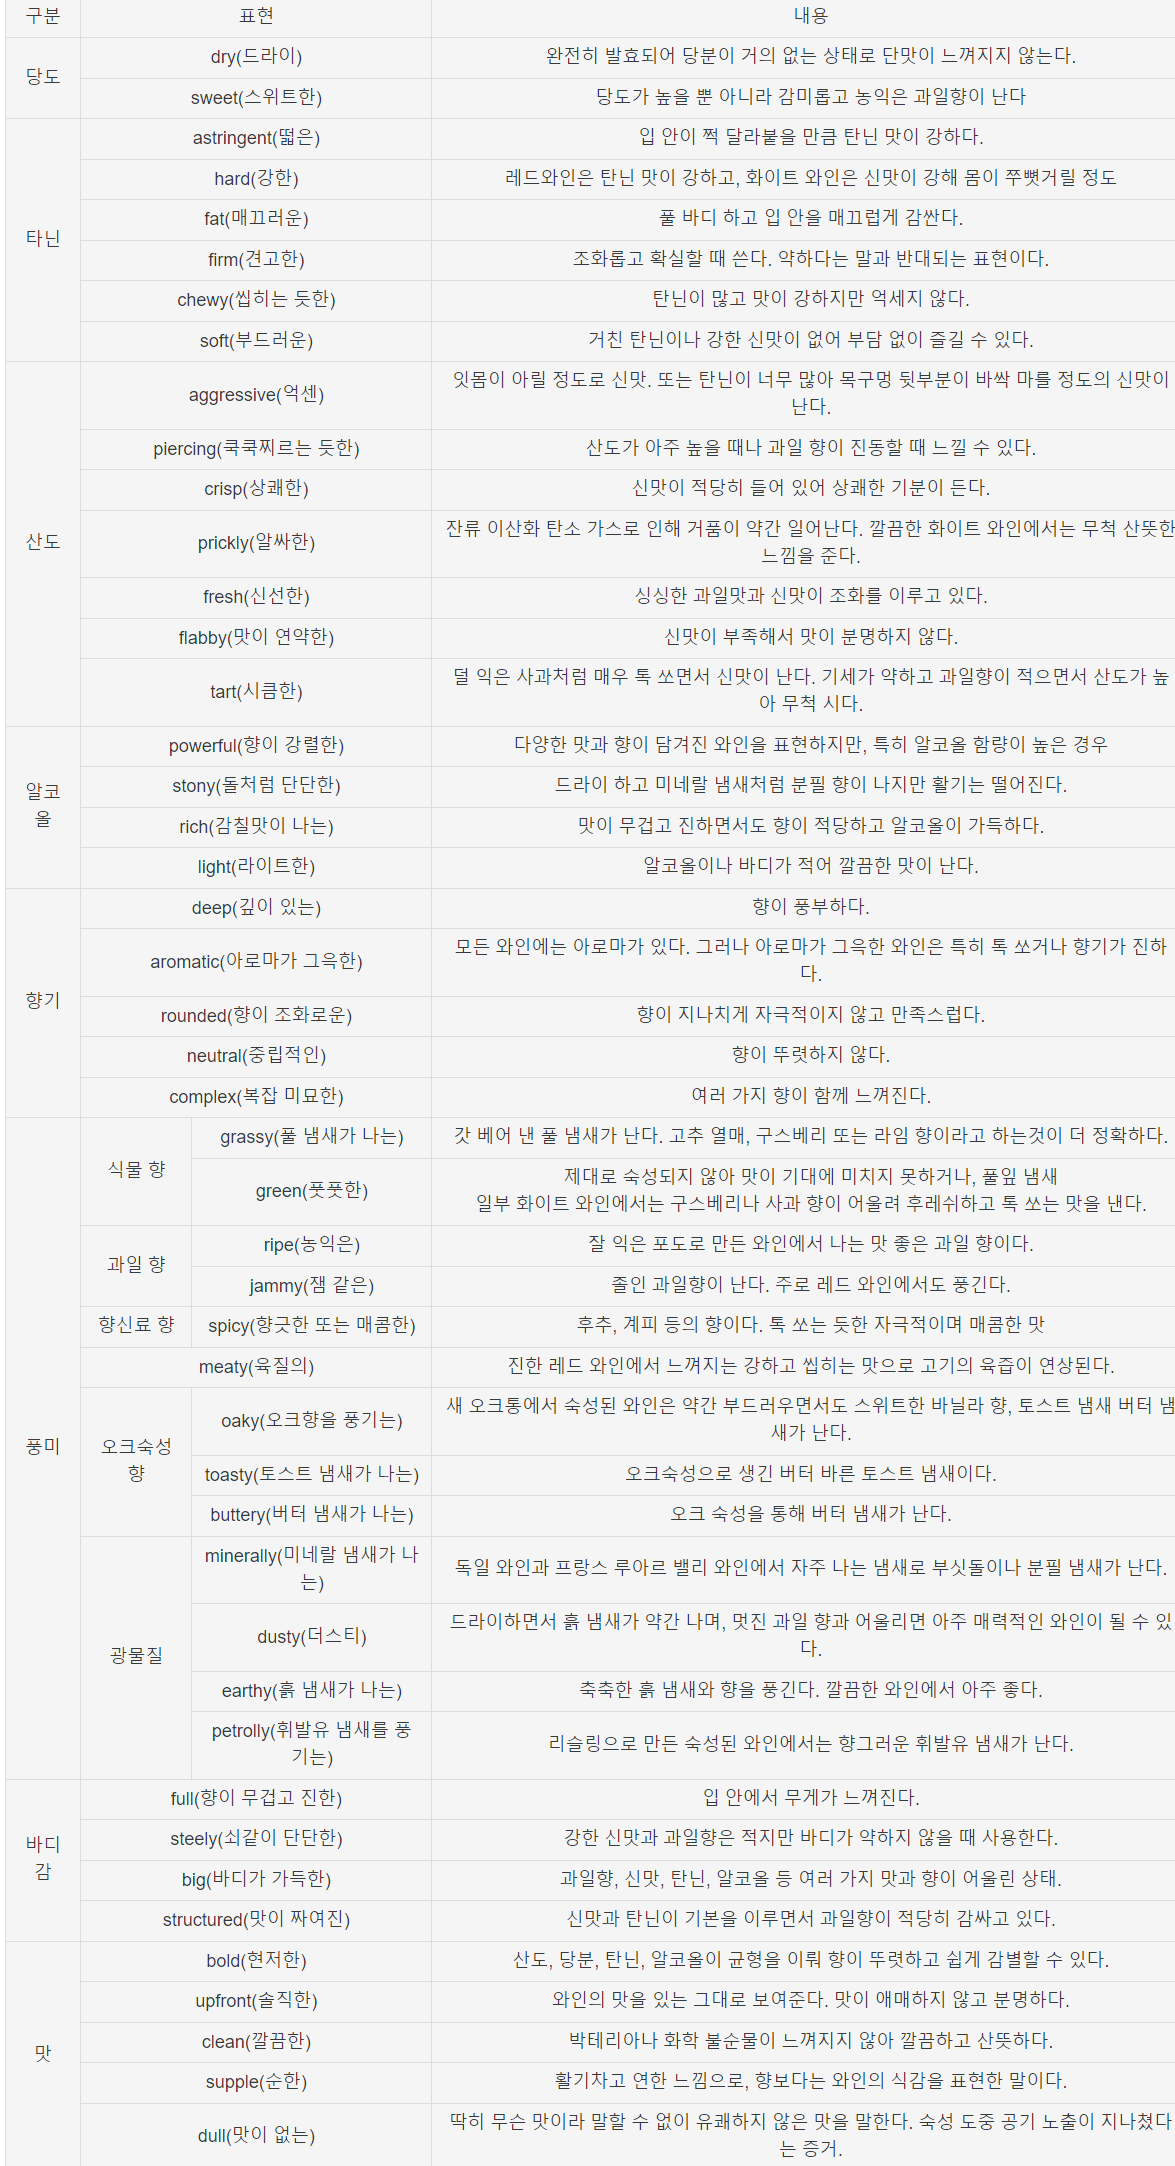 구분 표현 내용
당도
dry(드라이) 완전히 발효되어 당분이 거의 없는 상태로 단맛이 느껴지지 않는다.
sweet(스위트한) 당도가 높을 뿐 아니라 감미롭고 농익은 과일향이 난다
타닌
astringent(떫은) 입 안이 쩍 달라붙을 만큼 탄닌 맛이 강하다.
hard(강한) 레드와인은 탄닌 맛이 강하고, 화이트 와인은 신맛이 강해 몸이 쭈뼛거릴 정도
fat(매끄러운) 풀 바디 하고 입 안을 매끄럽게 감싼다.
firm(견고한) 조화롭고 확실할 때 쓴다. 약하다는 말과 반대되는 표현이다.
chewy(씹히는 듯한) 탄닌이 많고 맛이 강하지만 억세지 않다.
soft(부드러운) 거친 탄닌이나 강한 신맛이 없어 부담 없이 즐길 수 있다.
산도
aggressive(억센) 잇몸이 아릴 정도로 신맛. 또는 탄닌이 너무 많아 목구멍 뒷부분이 바싹 마를 정도의 신맛이
난다.
piercing(쿡쿡찌르는 듯한) 산도가 아주 높을 때나 과일 향이 진동할 때 느낄 수 있다.
crisp(상쾌한) 신맛이 적당히 들어 있어 상쾌한 기분이 든다.
prickly(알싸한) 잔류 이산화 탄소 가스로 인해 거품이 약간 일어난다. 깔끔한 화이트 와인에서는 무척 산뜻한
느낌을 준다.
fresh(신선한) 싱싱한 과일맛과 신맛이 조화를 이루고 있다.
flabby(맛이 연약한) 신맛이 부족해서 맛이 분명하지 않다.
tart(시큼한) 덜 익은 사과처럼 매우 톡 쏘면서 신맛이 난다. 기세가 약하고 과일향이 적으면서 산도가 높
아 무척 시다.
알코
올
powerful(향이 강렬한) 다양한 맛과 향이 담겨진 와인을 표현하지만, 특히 알코올 함량이 높은 경우
stony(돌처럼 단단한) 드라이 하고 미네랄 냄새처럼 분필 향이 나지만 활기는 떨어진다.
rich(감칠맛이 나는) 맛이 무겁고 진하면서도 향이 적당하고 알코올이 가득하다.
light(라이트한) 알코올이나 바디가 적어 깔끔한 맛이 난다.
향기
deep(깊이 있는) 향이 풍부하다.
aromatic(아로마가 그윽한) 모든 와인에는 아로마가 있다. 그러나 아로마가 그윽한 와인은 특히 톡 쏘거나 향기가 진하
다.
rounded(향이 조화로운) 향이 지나치게 자극적이지 않고 만족스럽다.
neutral(중립적인) 향이 뚜렷하지 않다.
complex(복잡 미묘한) 여러 가지 향이 함께 느껴진다.
풍미
식물 향
grassy(풀 냄새가 나는) 갓 베어 낸 풀 냄새가 난다. 고추 열매, 구스베리 또는 라임 향이라고 하는것이 더 정확하다.
green(풋풋한) 제대로 숙성되지 않아 맛이 기대에 미치지 못하거나, 풀잎 냄새
일부 화이트 와인에서는 구스베리나 사과 향이 어울려 후레쉬하고 톡 쏘는 맛을 낸다.
과일 향
ripe(농익은) 잘 익은 포도로 만든 와인에서 나는 맛 좋은 과일 향이다.
jammy(잼 같은) 졸인 과일향이 난다. 주로 레드 와인에서도 풍긴다.
향신료 향 spicy(향긋한 또는 매콤한) 후추, 계피 등의 향이다. 톡 쏘는 듯한 자극적이며 매콤한 맛
meaty(육질의) 진한 레드 와인에서 느껴지는 강하고 씹히는 맛으로 고기의 육즙이 연상된다.
오크숙성
향
oaky(오크향을 풍기는) 새 오크통에서 숙성된 와인은 약간 부드러우면서도 스위트한 바닐라 향, 토스트 냄새 버터 냄
새가 난다.
toasty(토스트 냄새가 나는) 오크숙성으로 생긴 버터 바른 토스트 냄새이다.
buttery(버터 냄새가 나는) 오크 숙성을 통해 버터 냄새가 난다.
광물질
minerally(미네랄 냄새가 나
는) 독일 와인과 프랑스 루아르 밸리 와인에서 자주 나는 냄새로 부싯돌이나 분필 냄새가 난다.
dusty(더스티) 드라이하면서 흙 냄새가 약간 나며, 멋진 과일 향과 어울리면 아주 매력적인 와인이 될 수 있
다.
earthy(흙 냄새가 나는) 축축한 흙 냄새와 향을 풍긴다. 깔끔한 와인에서 아주 좋다.
petrolly(휘발유 냄새를 풍
기는) 리슬링으로 만든 숙성된 와인에서는 향그러운 휘발유 냄새가 난다.
바디
감
full(향이 무겁고 진한) 입 안에서 무게가 느껴진다.
steely(쇠같이 단단한) 강한 신맛과 과일향은 적지만 바디가 약하지 않을 때 사용한다.
big(바디가 가득한) 과일향, 신맛, 탄닌, 알코올 등 여러 가지 맛과 향이 어울린 상태.
structured(맛이 짜여진) 신맛과 탄닌이 기본을 이루면서 과일향이 적당히 감싸고 있다.
맛
bold(현저한) 산도, 당분, 탄닌, 알코올이 균형을 이뤄 향이 뚜렷하고 쉽게 감별할 수 있다.
upfront(솔직한) 와인의 맛을 있는 그대로 보여준다. 맛이 애매하지 않고 분명하다.
clean(깔끔한) 박테리아나 화학 불순물이 느껴지지 않아 깔끔하고 산뜻하다.
supple(순한) 활기차고 연한 느낌으로, 향보다는 와인의 식감을 표현한 말이다.
dull(맛이 없는) 딱히 무슨 맛이라 말할 수 없이 유쾌하지 않은 맛을 말한다. 숙성 도중 공기 노출이 지나쳤다
는 증거.